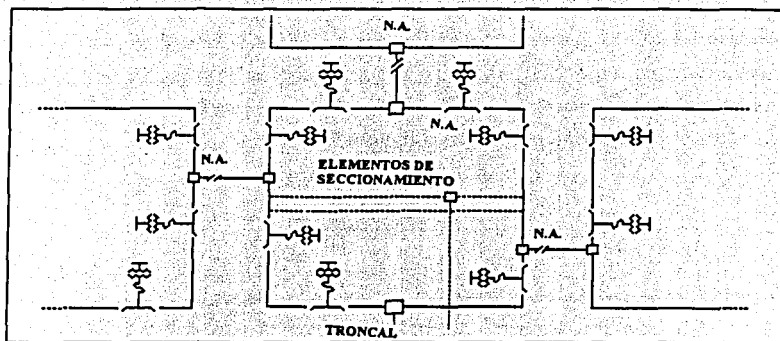 N.A.
N.A.
N.A.
ELEMENTOS DE
SECCIONAMIENTO
N.A.
TRONCAL